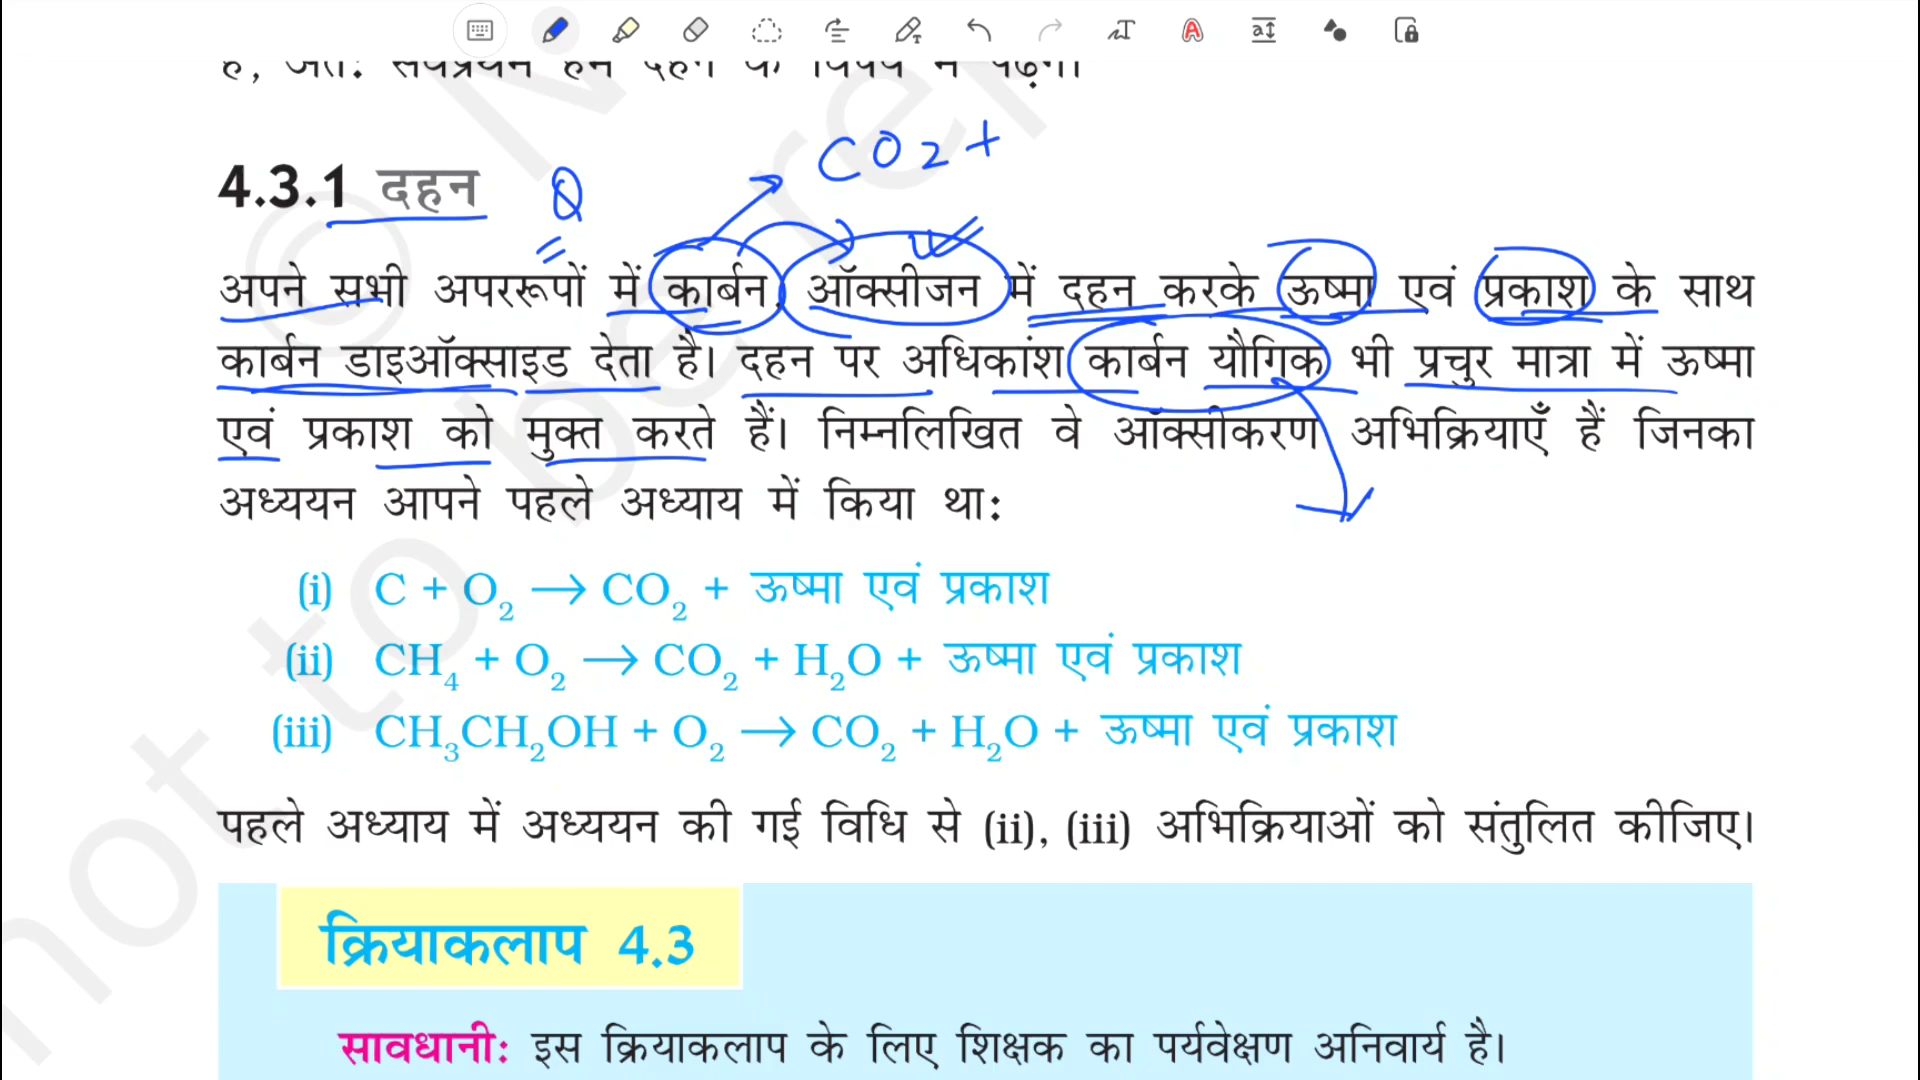 CO2 +
4.3.1 दहन Q
अपने सभी अपररूपों में कार्बन, ऑक्सीजन में दहन करके ऊष्मा एवं प्रकाश के साथ
कार्बन डाइऑक्साइड देता है। दहन पर अधिकांश कार्बन यौगिक भी प्रचुर मात्रा में ऊष्मा
एवं प्रकाश को मुक्त करते हैं। निम्नलिखित वे ऑक्सीकरण अभिक्रियाएँ हैं जिनका
अध्ययन आपने पहले अध्याय में किया था:
(i) C + O₂ → CO₂ + ऊष्मा एवं प्रकाश
(ii) CH₄ + O₂ → CO₂ + H₂O + ऊष्मा एवं प्रकाश
(iii) CH₃CH₂OH + O₂ → CO₂ + H₂O + ऊष्मा एवं प्रकाश
पहले अध्याय में अध्ययन की गई विधि से (ii), (iii) अभिक्रियाओं को संतुलित कीजिए।
क्रियाकलाप 4.3
सावधानी: इस क्रियाकलाप के लिए शिक्षक का पर्यवेक्षण अनिवार्य है।
not to be re